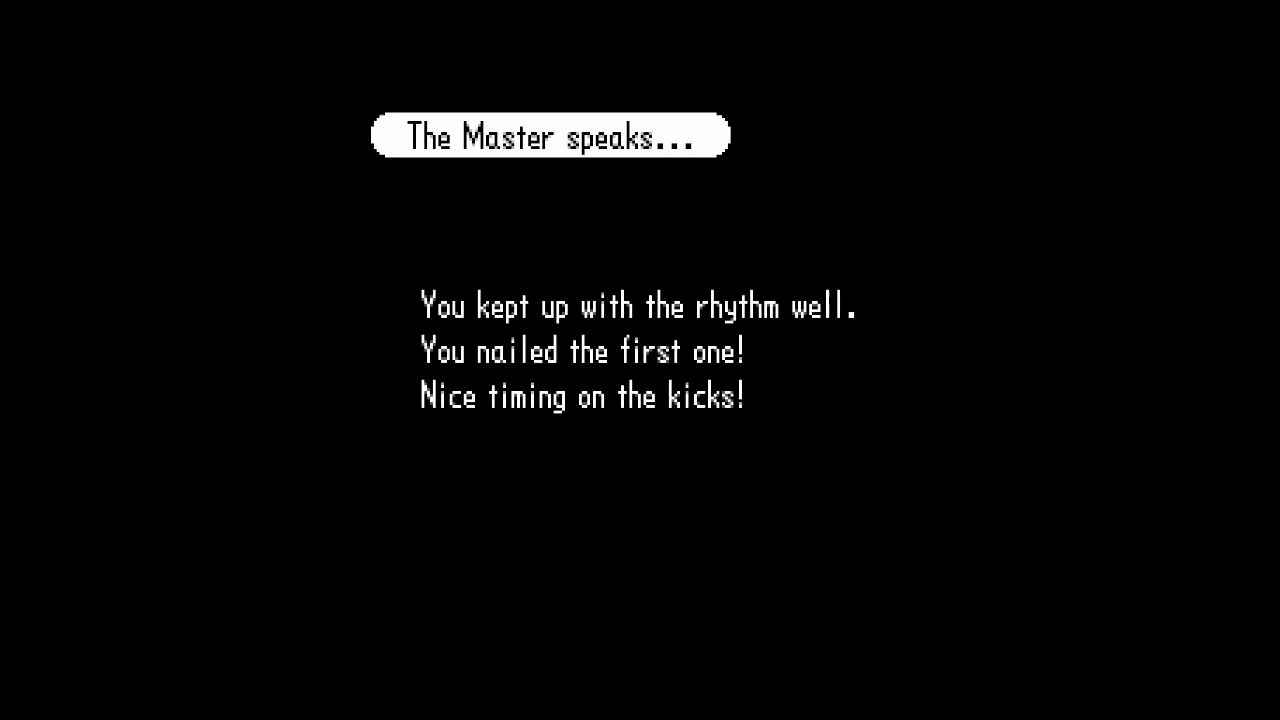 The Master speaks...
You kept up with the rhythm well.
You nailed the first one!
Nice timing on the kicks!